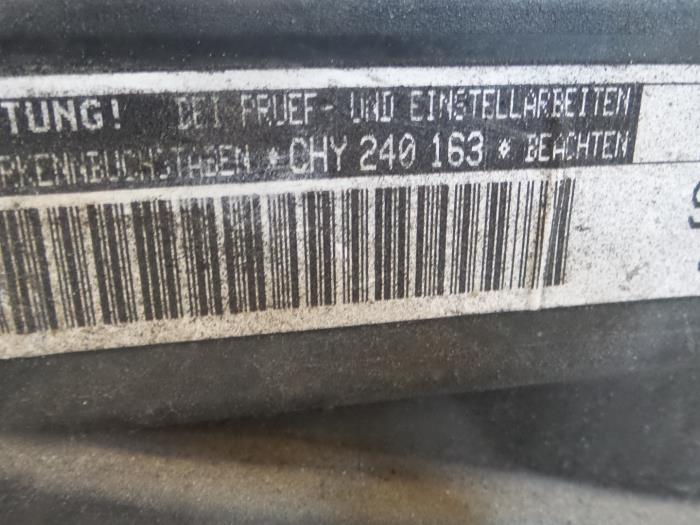 TUNG! BEI PRUEF- UND EINSTELLARBEITEN
RKENNBUCHSTABEN *CHY 240 163 * BEACHTEN